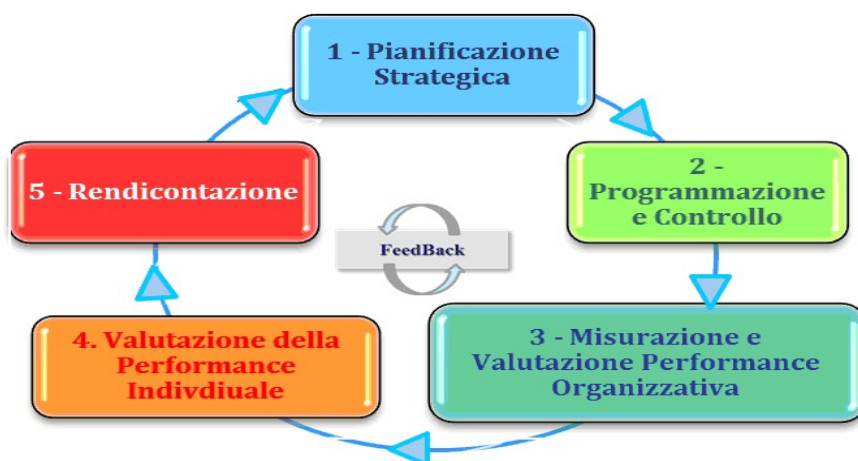 1 - Pianificazione
Strategica
2 -
Programmazione
e Controllo
3 - Misurazione e
Valutazione Performance
Organizzativa
4. Valutazione della
Performance
Indivdiuale
5 - Rendicontazione
FeedBack